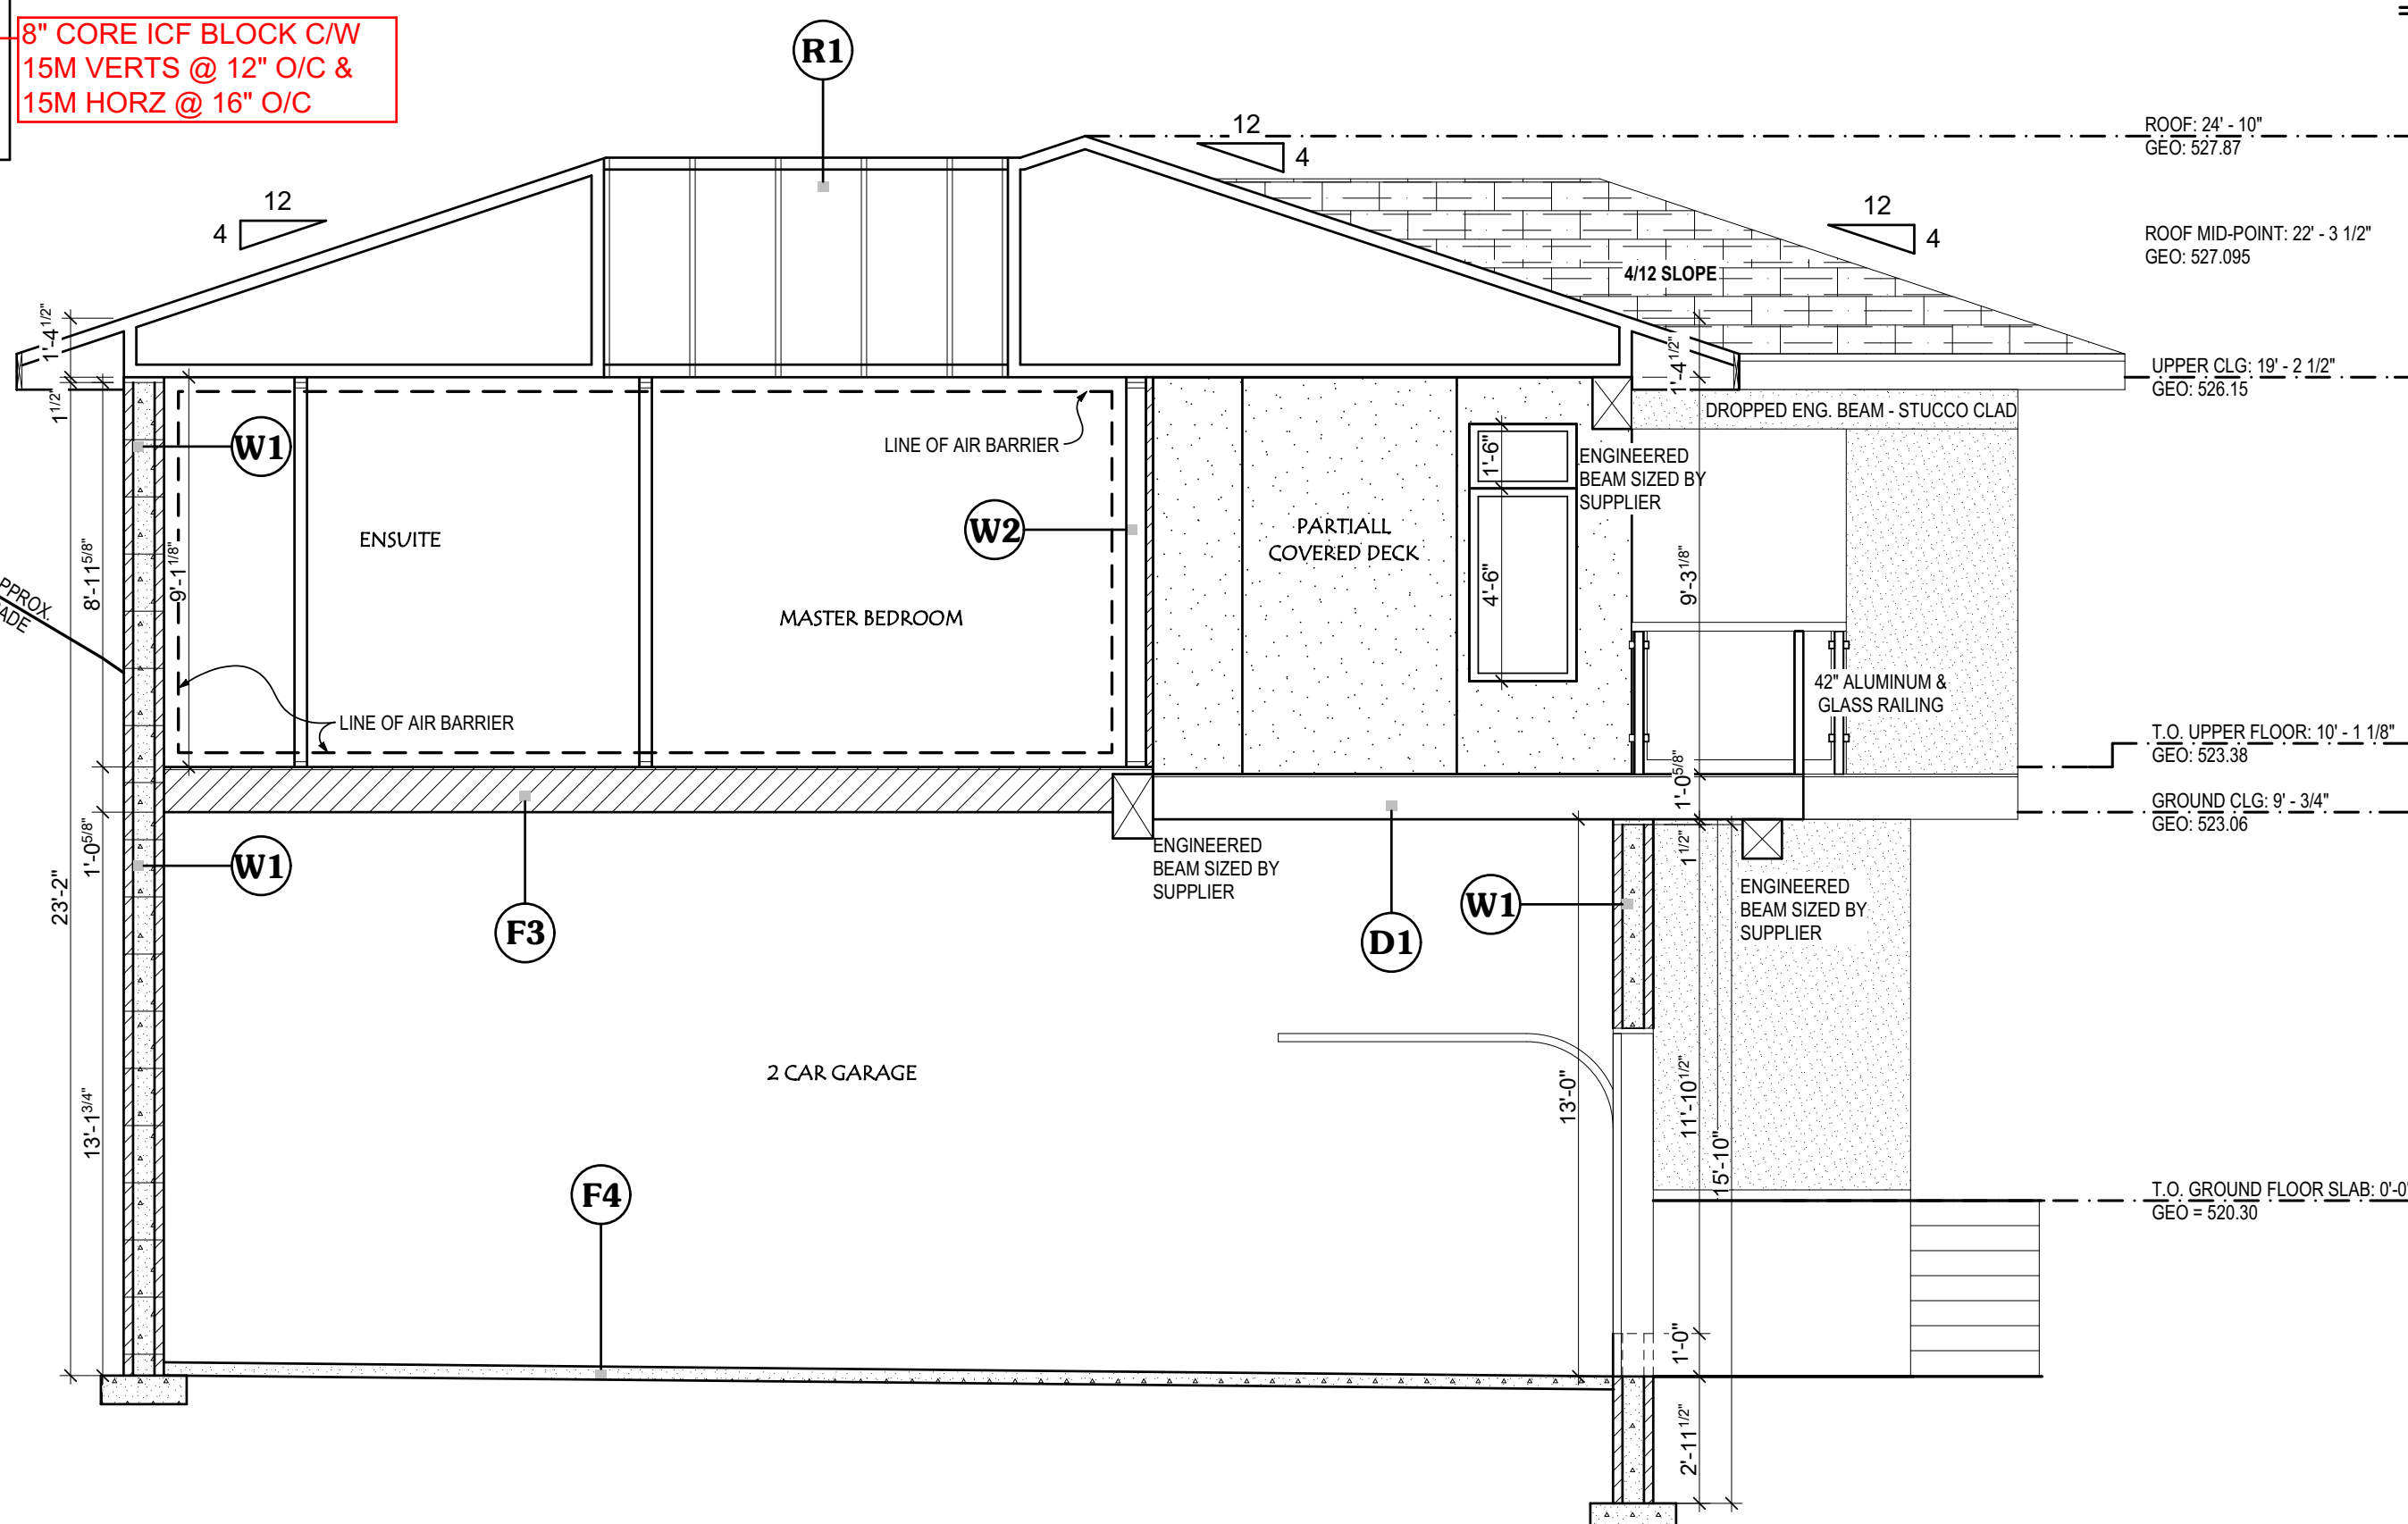 8" CORE ICF BLOCK C/W
15M VERTS @ 12" O/C &
15M HORZ @ 16" O/C
R1
12
4
12
4
12
4
4/12 SLOPE
ROOF: 24' - 10"
GEO: 527.87
ROOF MID-POINT: 22' - 3 1/2"
GEO: 527.095
UPPER CLG: 19' - 2 1/2"
GEO: 526.15
1'-4 1/2"
1 1/2"
1'-4 1/2"
DROPPED ENG. BEAM - STUCCO CLAD
W1
LINE OF AIR BARRIER
1'-6"
ENGINEERED
BEAM SIZED BY
SUPPLIER
W2
ENSUITE
PARTIALL
COVERED DECK
8'-11 5/8"
9'-1 1/8"
4'-6"
9'-3 1/8"
MASTER BEDROOM
LINE OF AIR BARRIER
42" ALUMINUM &
GLASS RAILING
T.O. UPPER FLOOR: 10' - 1 1/8"
GEO: 523.38
1'-0 5/8"
GROUND CLG: 9' - 3/4"
GEO: 523.06
1'-0 5/8"
23'-2"
W1
F3
ENGINEERED
BEAM SIZED BY
SUPPLIER
D1
W1
1 1/2"
ENGINEERED
BEAM SIZED BY
SUPPLIER
2 CAR GARAGE
13'-1 3/4"
13'-0"
11'-10 1/2"
15'-10"
F4
T.O. GROUND FLOOR SLAB: 0'-0"
GEO = 520.30
1'-0"
2'-11 1/2"